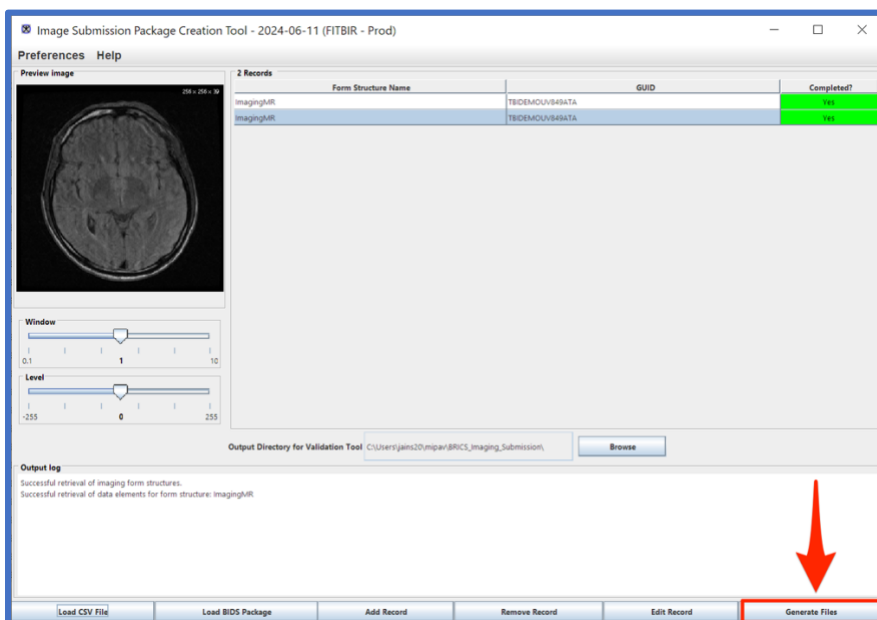 Image Submission Package Creation Tool - 2024-06-11 (FITBIR - Prod)
Preferences Help
Preview image
256 x 256 x 39
2 Records
Form Structure Name GUID Completed?
ImagingMR TBIDEMOUV849ATA Yes
ImagingMR TBIDEMOUV849ATA Yes
Window
0.1 1 10
Level
-255 0 255
Output Directory for Validation Tool C:\Users\jains20\mipav\BRICS_Imaging_Submission\ Browse
Output log
Successful retrieval of imaging form structures.
Successful retrieval of data elements for form structure: ImagingMR
Load CSV File Load BIDS Package Add Record Remove Record Edit Record Generate Files